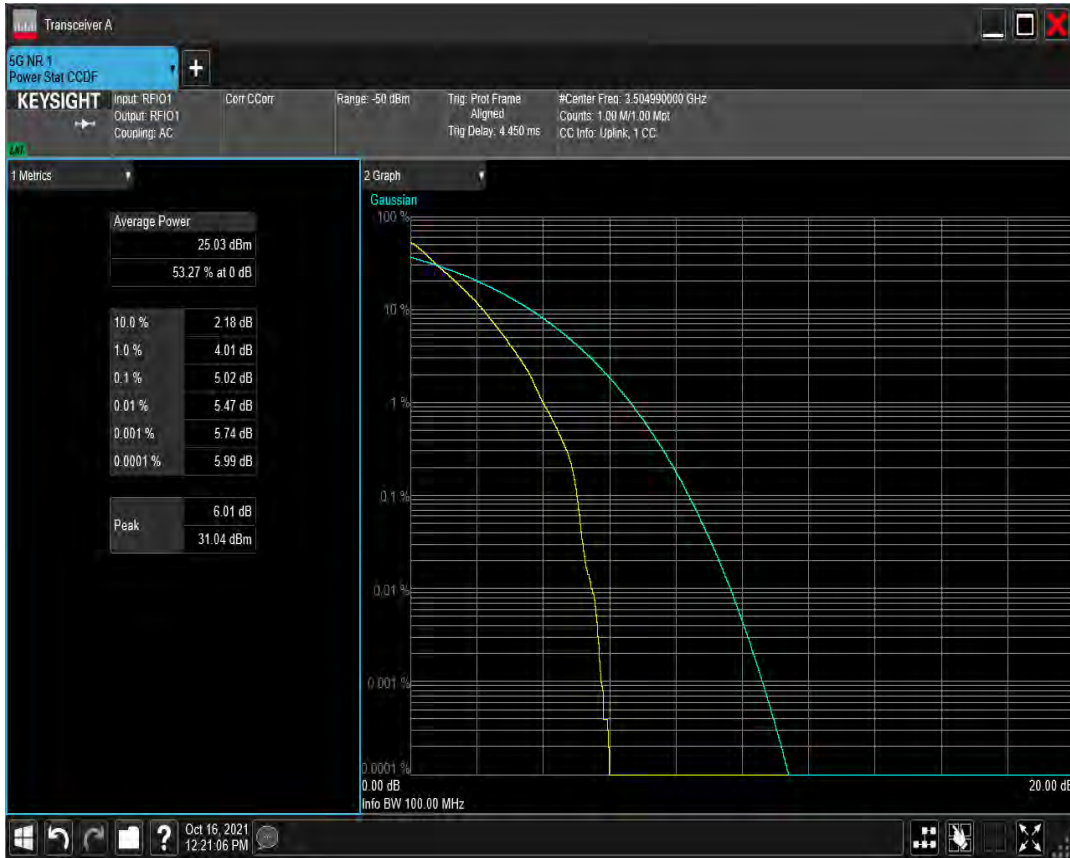 Transceiver A
5G NR 1
Power Stat CCDF
+
KEYSIGHT
Input: RFIO1
Output: RFIO1
Coupling: AC
Corr CCorr
Range: -50 dBm
Trig: Prot Frame
Aligned
Trig Delay: 4.450 ms
#Center Freq: 3.504990000 GHz
Counts: 1.00 M/1.00 Mpt
CC Info: Uplink, 1 CC
1 Metrics
Average Power
25.03 dBm
53.27 % at 0 dB
10.0 % 2.18 dB
1.0 % 4.01 dB
0.1 % 5.02 dB
0.01 % 5.47 dB
0.001 % 5.74 dB
0.0001 % 5.99 dB
Peak
6.01 dB
31.04 dBm
2 Graph
Gaussian
100 %
10 %
1 %
0.1 %
0.01 %
0.001 %
0.0001 %
0.00 dB
20.00 dB
Info BW 100.00 MHz
?
Oct 16, 2021
12:21:06 PM